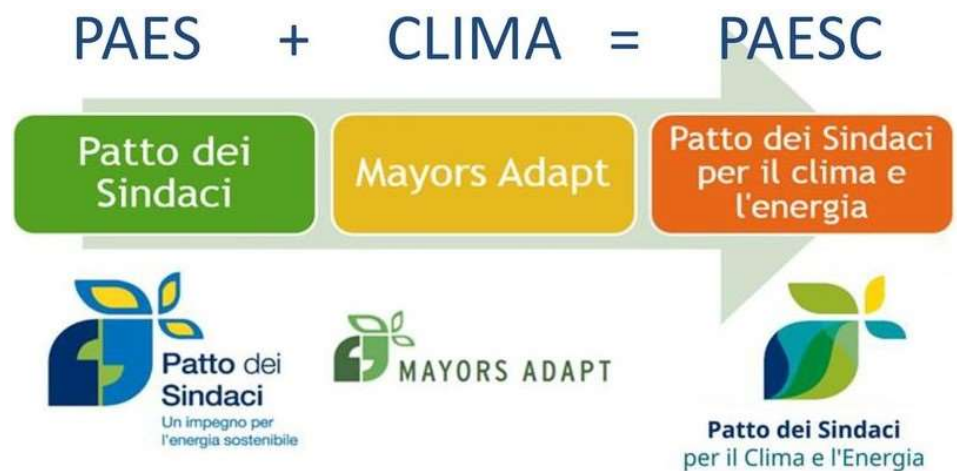 PAES + CLIMA = PAESC
Patto dei
Sindaci
Mayors Adapt
Patto dei Sindaci
per il clima e
l'energia
Patto dei
Sindaci
Un impegno per
l'energia sostenibile
MAYORS ADAPT
Patto dei Sindaci
per il Clima e l'Energia